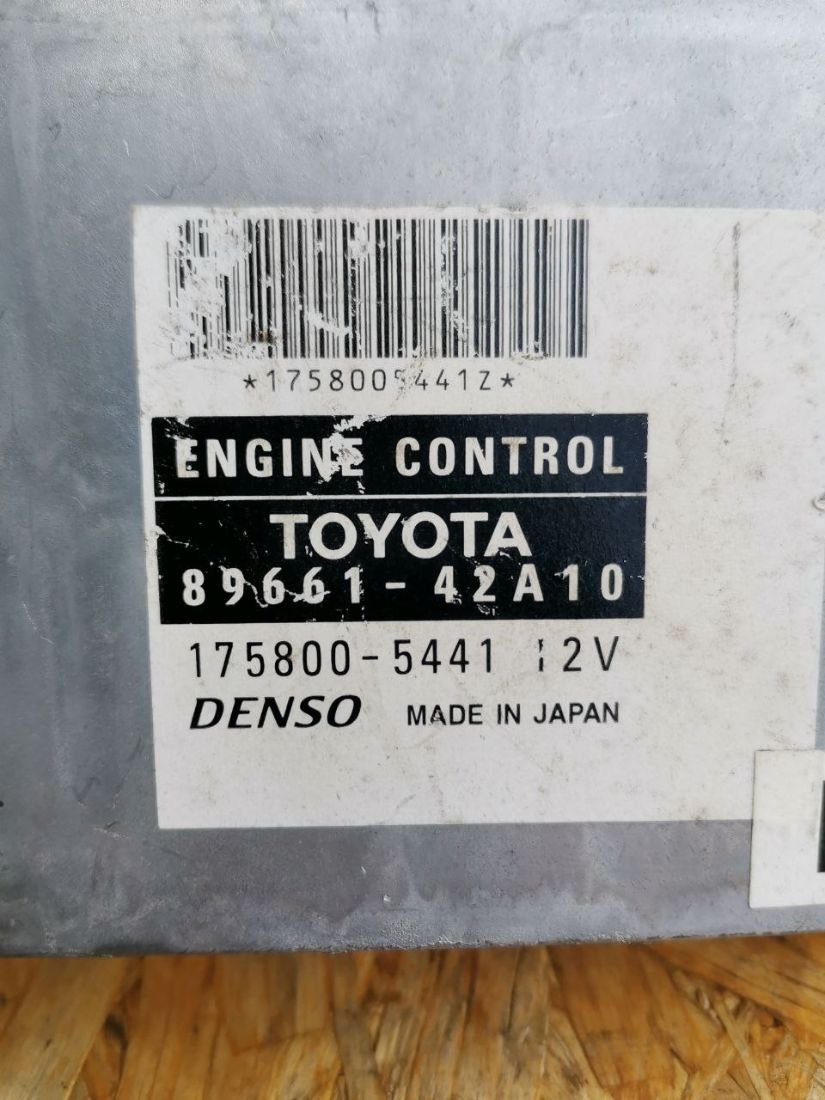 *1758005441Z*
ENGINE CONTROL
TOYOTA
89661-42A10
175800-5441 12V
DENSO MADE IN JAPAN